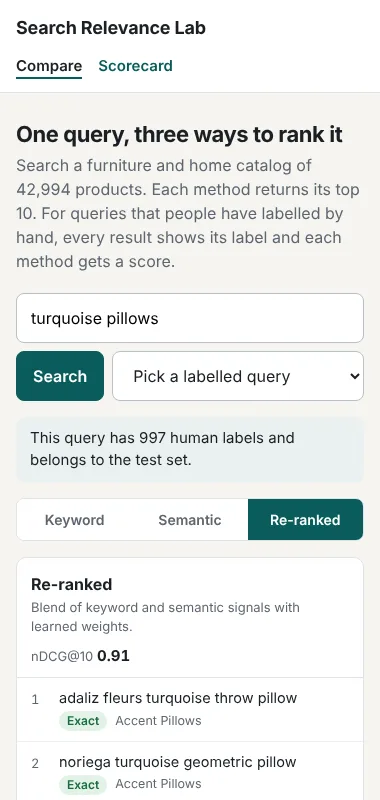 Search Relevance Lab
Compare Scorecard
One query, three ways to rank it
Search a furniture and home catalog of
42,994 products. Each method returns its top
10. For queries that people have labelled by
hand, every result shows its label and each
method gets a score.
turquoise pillows
Search Pick a labelled query
This query has 997 human labels and
belongs to the test set.
Keyword Semantic Re-ranked
Re-ranked
Blend of keyword and semantic signals with
learned weights.
nDCG@10 0.91
1 adaliz fleurs turquoise throw pillow
Exact Accent Pillows
2 noriega turquoise geometric pillow
Exact Accent Pillows